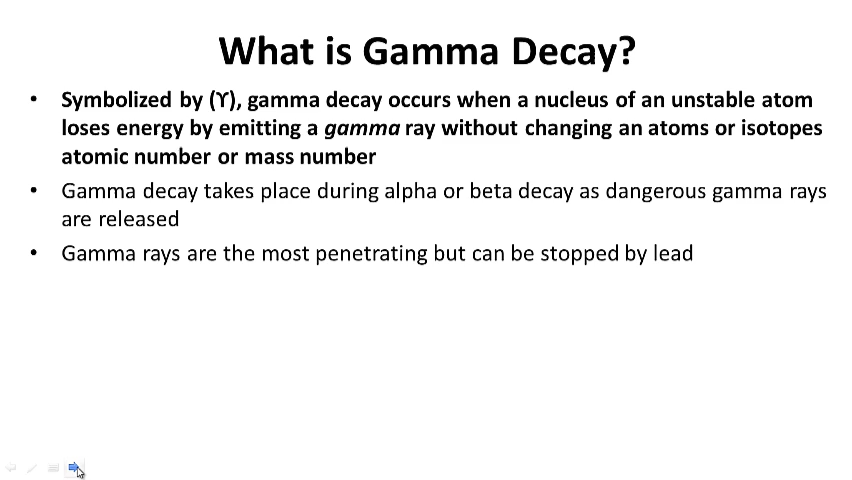 What is Gamma Decay?
• Symbolized by (ϒ), gamma decay occurs when a nucleus of an unstable atom
loses energy by emitting a gamma ray without changing an atoms or isotopes
atomic number or mass number
• Gamma decay takes place during alpha or beta decay as dangerous gamma rays
are released
• Gamma rays are the most penetrating but can be stopped by lead